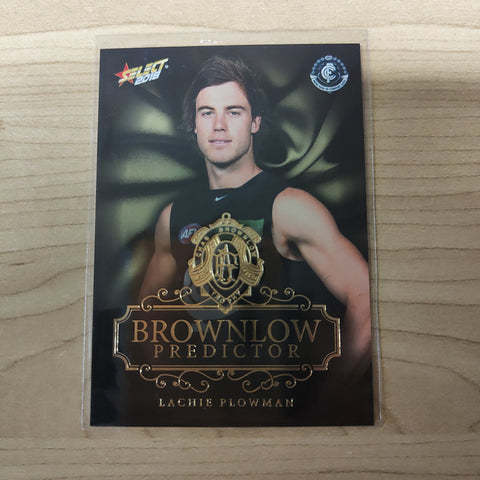 SELECT
2018
AFL
BROWNLOW
PREDICTOR
LACHIE PLOWMAN